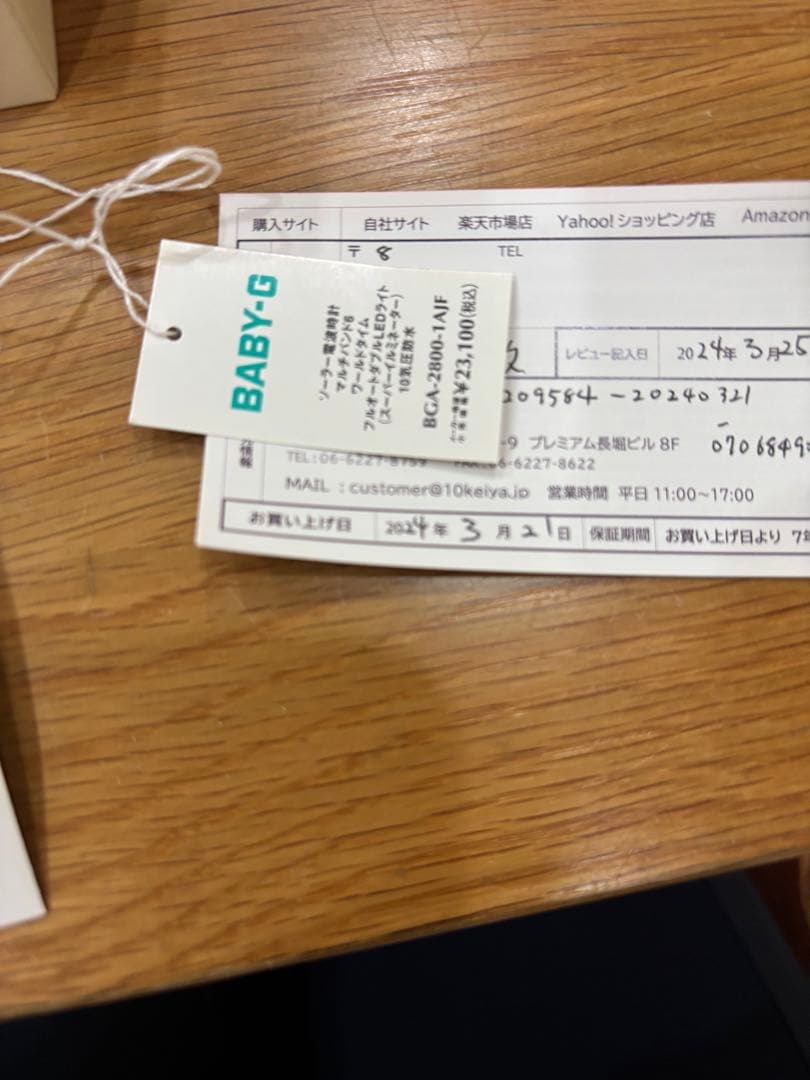 購入サイト 自社サイト 楽天市場店 Yahoo!ショッピング店 Amazon
〒 8 TEL
レビュー記入日 2024年3月25
209584-20240321
-9 プレミアム長堀ビル 8F
TEL:06-6227-8759 FAX:06-6227-8622
MAIL :customer@10keiya.jp 営業時間 平日 11:00~17:00
お買い上げ日 2024年 3月21日 保証期間 お買い上げ日より 7年
BABY-G
ソーラー電波時計
マルチバンド6
ワールドタイム
フルオートダブルLEDライト
(スーパーイルミネーター)
10気圧防水
BGA-2800-1AJF
¥23,100(税込)